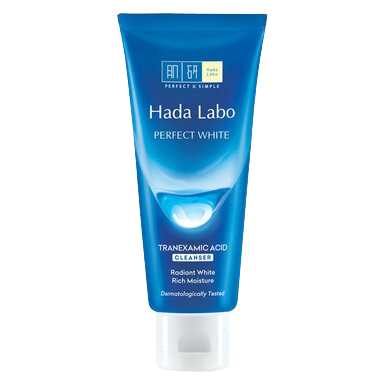 肌 研 Hada Labo
PERFECT X SIMPLE
Hada Labo
PERFECT WHITE
TRANEXAMIC ACID
CLEANSER
Radiant White
Rich Moisture
Dermatologically Tested